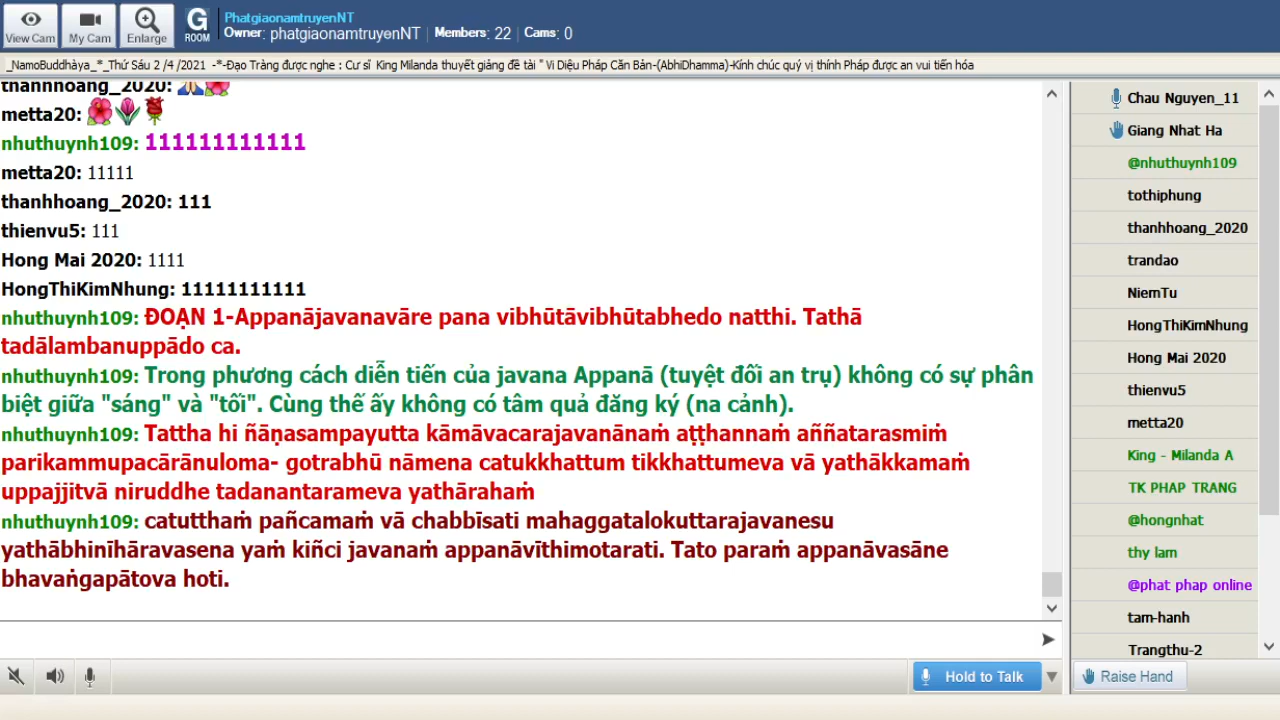 View Cam
My Cam
Enlarge
G
ROOM
PhatgiaonamtruyenNT
Owner: phatgiaonamtruyenNT | Members: 22 | Cams: 0
_NamoBuddhàya_*_Thứ Sáu 2 /4 /2021 -*-Đạo Tràng được nghe : Cư sĩ King Milanda thuyết giảng đề tài " Vi Diệu Pháp Căn Bản-(AbhiDhamma)-Kính chúc quý vị thính Pháp được an vui tiến hóa
thanhhoang_2020:
metta20:
nhuthuynh109: 111111111111
metta20: 11111
thanhhoang_2020: 111
thienvu5: 111
Hong Mai 2020: 1111
HongThiKimNhung: 11111111111
nhuthuynh109: ĐOẠN 1-Appanājavanavāre pana vibhūtāvibhūtabhedo natthi. Tathā
tadālambanuppādo ca.
nhuthuynh109: Trong phương cách diễn tiến của javana Appanā (tuyệt đối an trụ) không có sự phân
biệt giữa "sáng" và "tối". Cùng thế ấy không có tâm quả đăng ký (na cảnh).
nhuthuynh109: Tattha hi ñāṇasampayutta kāmāvacarajavanānaṁ aṭṭhannaṁ aññatarasmiṁ
parikammupacārānuloma- gotrabhū nāmena catukkhattum tikkhattumeva vā yathākkamaṁ
uppajjitvā niruddhe tadanantarameva yathārahaṁ
nhuthuynh109: catutthaṁ pañcamaṁ vā chabbīsati mahaggatalokuttarajavanesu
yathābhinīhāravasena yaṁ kiñci javanaṁ appanāvīthimotarati. Tato paraṁ appanāvasāne
bhavaṅgapātova hoti.
Hold to Talk
Chau Nguyen_11
Giang Nhat Ha
@nhuthuynh109
tothiphung
thanhhoang_2020
trandao
NiemTu
HongThiKimNhung
Hong Mai 2020
thienvu5
metta20
King - Milanda A
TK PHAP TRANG
@hongnhat
thy lam
@phat phap online
tam-hanh
Trangthu-2
Raise Hand